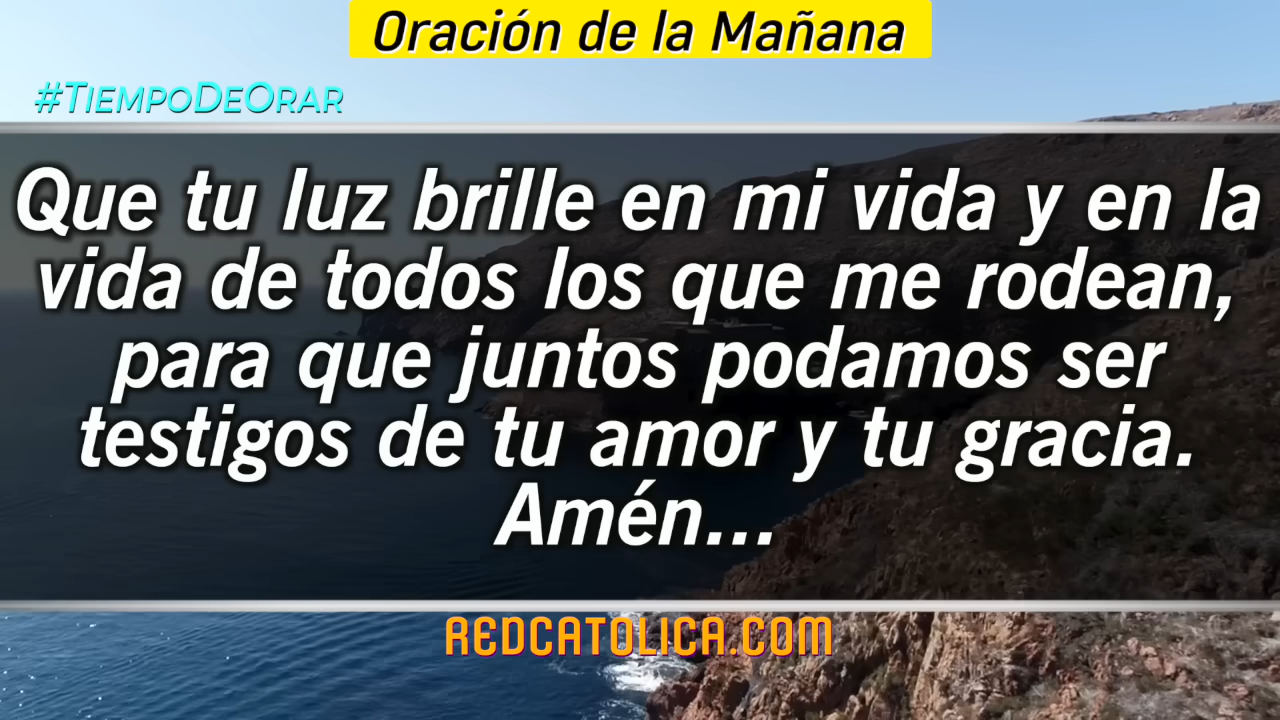 Oración de la Mañana
#TiempoDeOrar
Que tu luz brille en mi vida y en la
vida de todos los que me rodean,
para que juntos podamos ser
testigos de tu amor y tu gracia.
Amén...
REDCATOLICA.COM